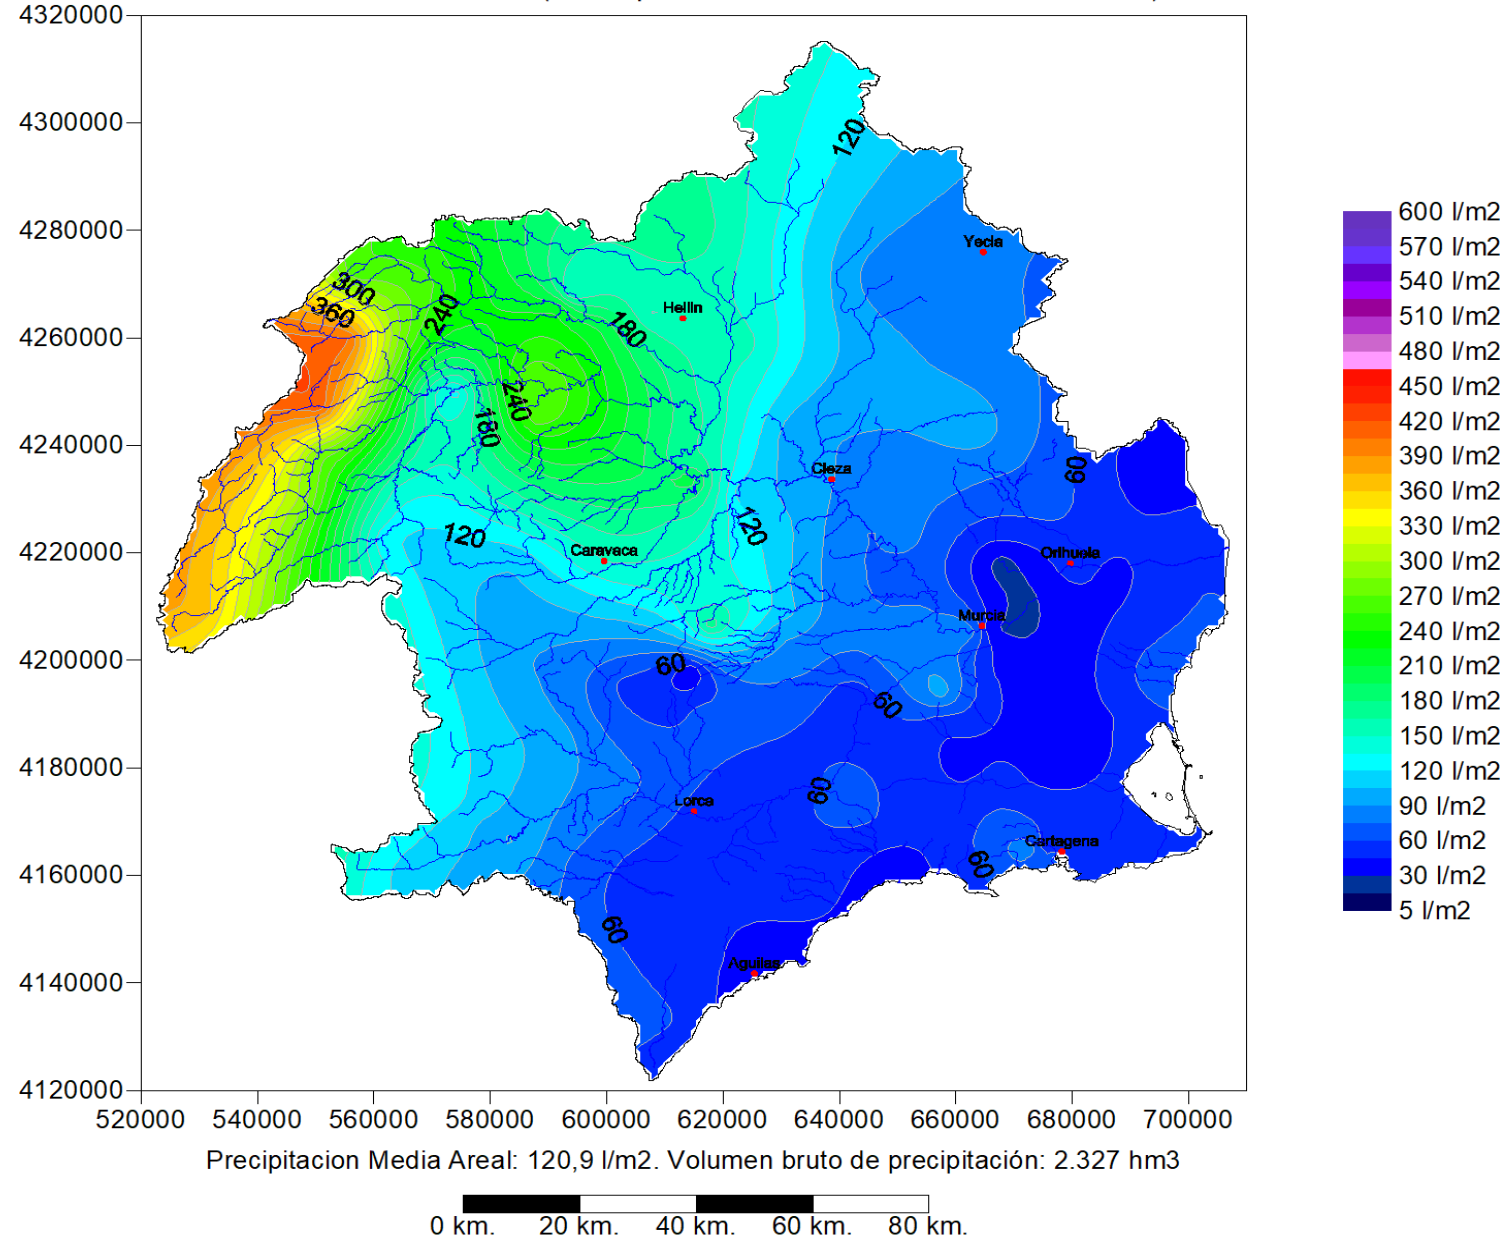 4320000
4300000
4280000
4260000
4240000
4220000
4200000
4180000
4160000
4140000
4120000
520000 540000 560000 580000 600000 620000 640000 660000 680000 700000
120
Yecla
300
360
240
180
Hellin
240
180
Cieza
60
120
120
Caravaca
Orihuela
Murcia
60
60
60
Lorca
Cartagena
60
60
Aguilas
600 l/m2
570 l/m2
540 l/m2
510 l/m2
480 l/m2
450 l/m2
420 l/m2
390 l/m2
360 l/m2
330 l/m2
300 l/m2
270 l/m2
240 l/m2
210 l/m2
180 l/m2
150 l/m2
120 l/m2
90 l/m2
60 l/m2
30 l/m2
5 l/m2
Precipitacion Media Areal: 120,9 l/m2. Volumen bruto de precipitación: 2.327 hm3
0 km. 20 km. 40 km. 60 km. 80 km.